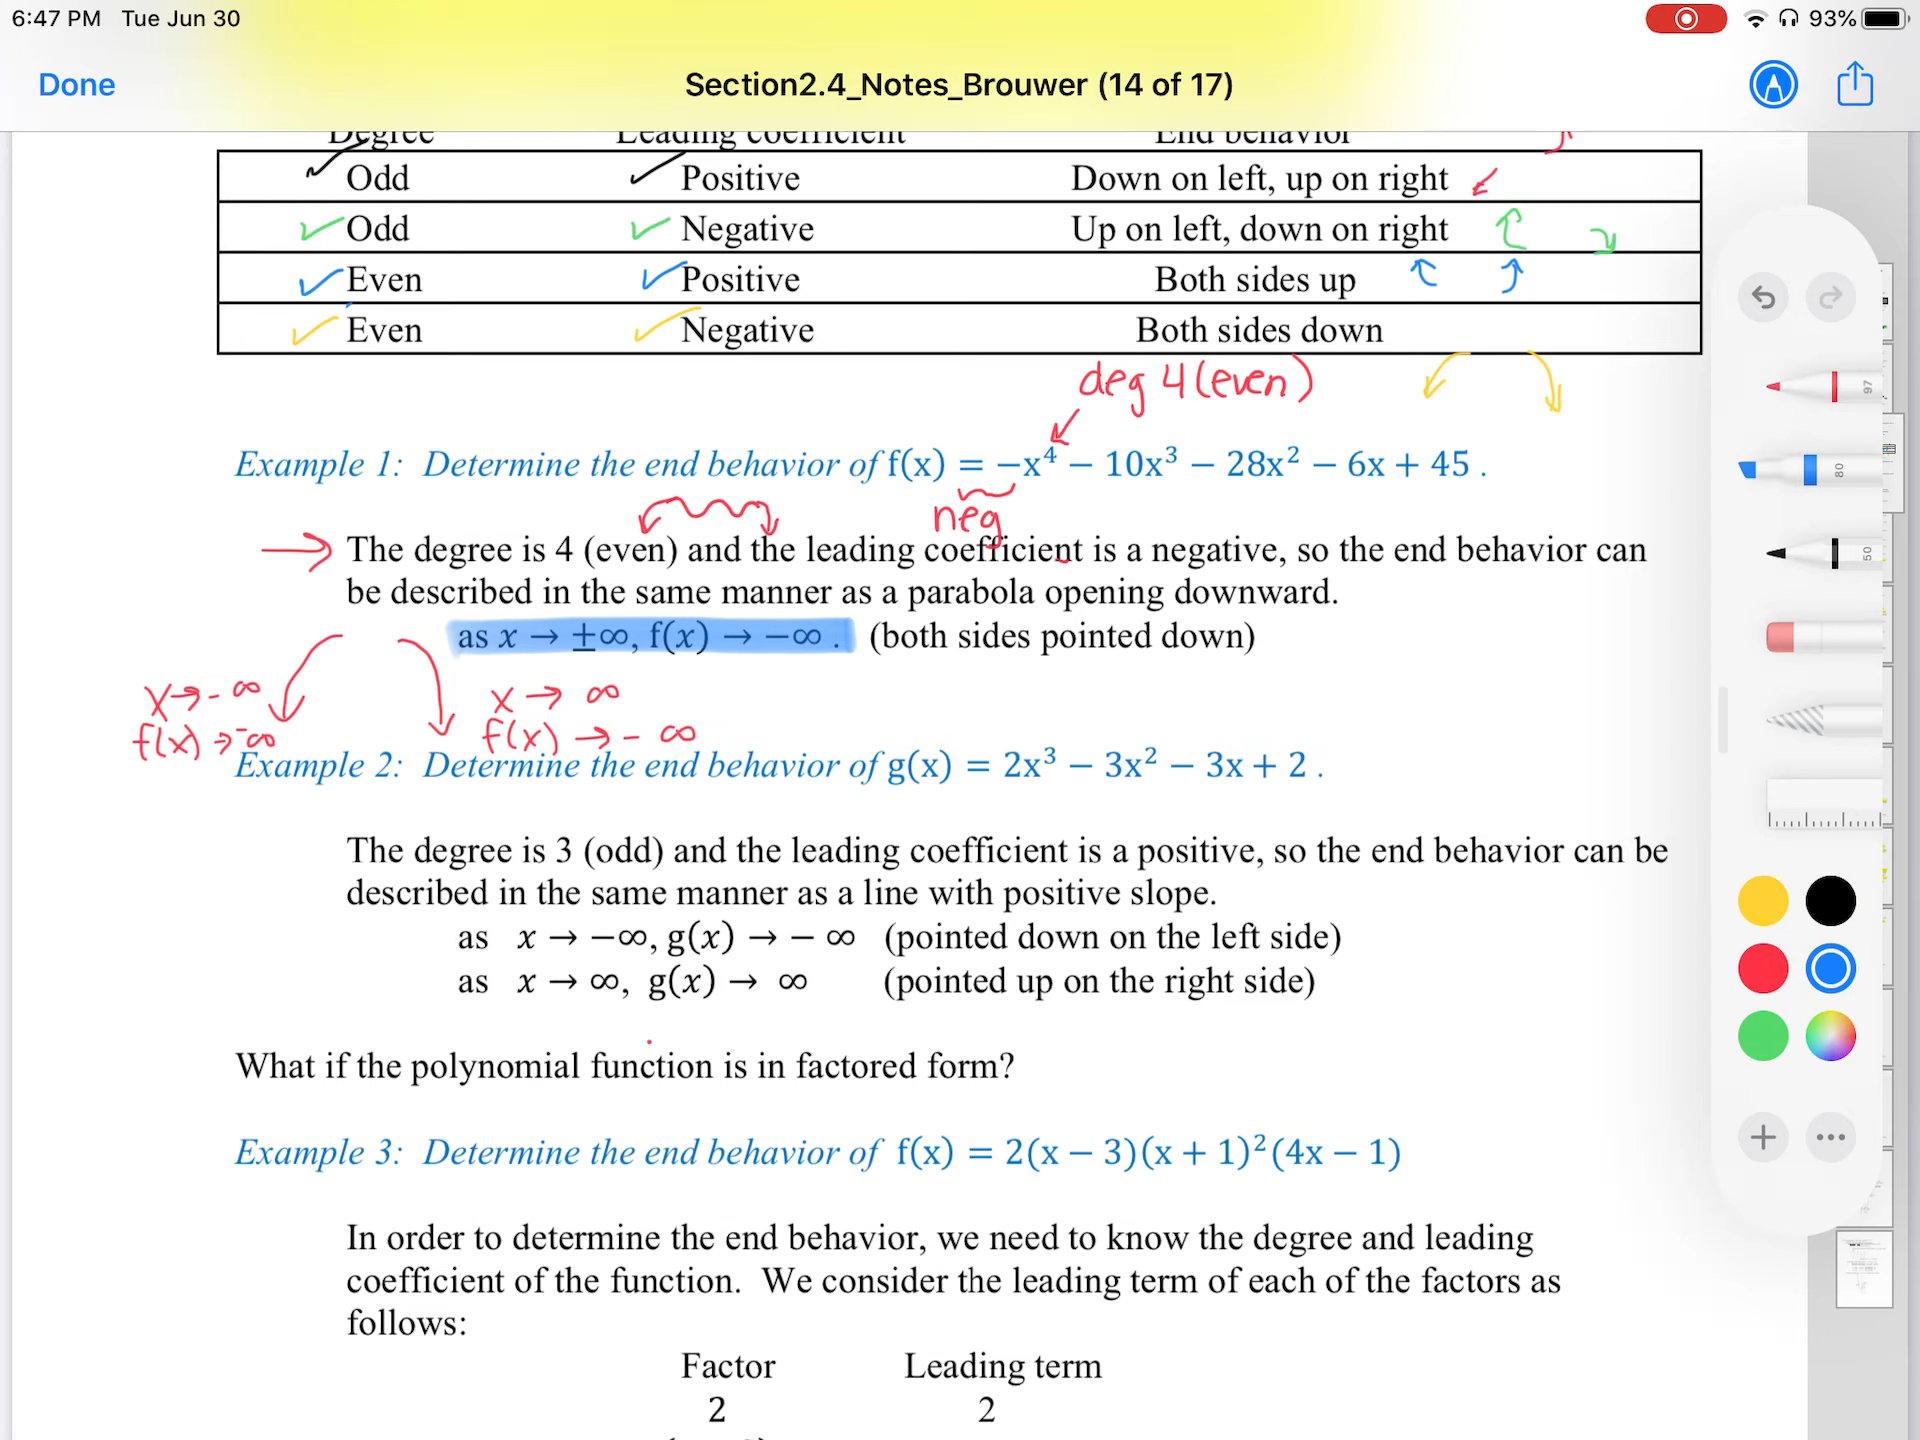 6:47 PM Tue Jun 30
93%
Done
Section2.4_Notes_Brouwer (14 of 17)
Degree Leading coefficient End behavior
Odd Positive Down on left, up on right
Odd Negative Up on left, down on right
Even Positive Both sides up
Even Negative Both sides down
deg 4 (even)
Example 1: Determine the end behavior of f(x) = −x⁴ − 10x³ − 28x² − 6x + 45 .
neg
The degree is 4 (even) and the leading coefficient is a negative, so the end behavior can
be described in the same manner as a parabola opening downward.
as x → ±∞, f(x) → −∞ . (both sides pointed down)
x → -∞
f(x) → -∞
x → ∞
f(x) → -∞
Example 2: Determine the end behavior of g(x) = 2x³ − 3x² − 3x + 2 .
The degree is 3 (odd) and the leading coefficient is a positive, so the end behavior can be
described in the same manner as a line with positive slope.
as x → −∞, g(x) → − ∞ (pointed down on the left side)
as x → ∞, g(x) → ∞ (pointed up on the right side)
What if the polynomial function is in factored form?
Example 3: Determine the end behavior of f(x) = 2(x − 3)(x + 1)²(4x − 1)
In order to determine the end behavior, we need to know the degree and leading
coefficient of the function. We consider the leading term of each of the factors as
follows:
Factor Leading term
2 2
97
80
50